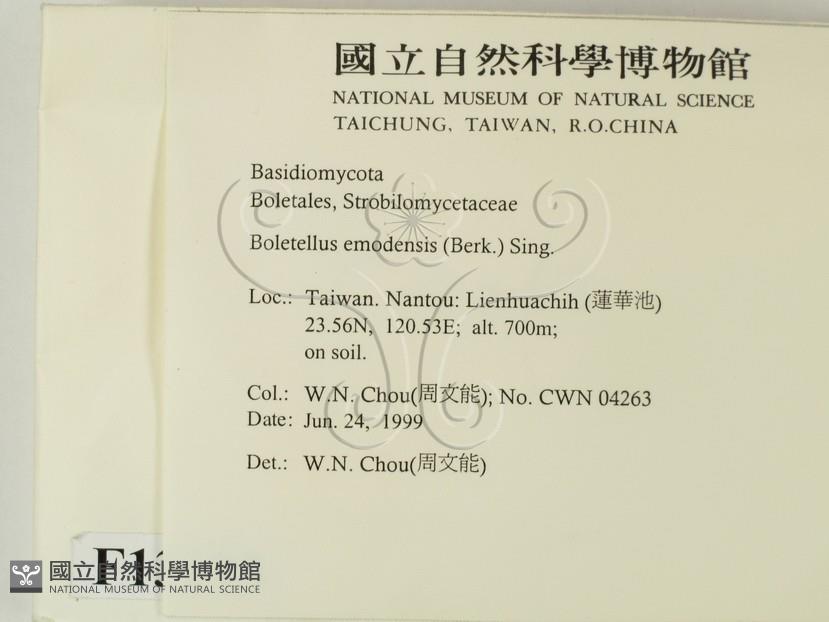 國立自然科學博物館
NATIONAL MUSEUM OF NATURAL SCIENCE
TAICHUNG, TAIWAN, R.O.CHINA
Basidiomycota
Boletales, Strobilomycetaceae
Boletellus emodensis (Berk.) Sing.
Loc.: Taiwan. Nantou: Lienhuachih (蓮華池)
23.56N, 120.53E; alt. 700m;
on soil.
Col.: W.N. Chou(周文能); No. CWN 04263
Date: Jun. 24, 1999
Det.: W.N. Chou(周文能)
國立自然科學博物館
NATIONAL MUSEUM OF NATURAL SCIENCE